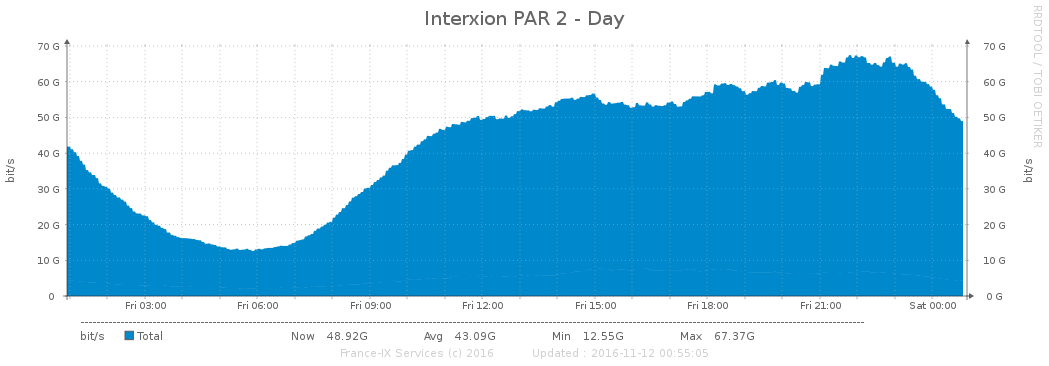 Interxion PAR 2 - Day
RRDTOOL / TOBI OETIKER
bit/s
70 G 70 G
60 G 60 G
50 G 50 G
40 G 40 G
30 G 30 G
20 G 20 G
10 G 10 G
0 0 G
bit/s
Fri 03:00 Fri 06:00 Fri 09:00 Fri 12:00 Fri 15:00 Fri 18:00 Fri 21:00 Sat 00:00
bit/s Total Now 48.92G Avg 43.09G Min 12.55G Max 67.37G
France-IX Services (c) 2016 Updated : 2016-11-12 00:55:05